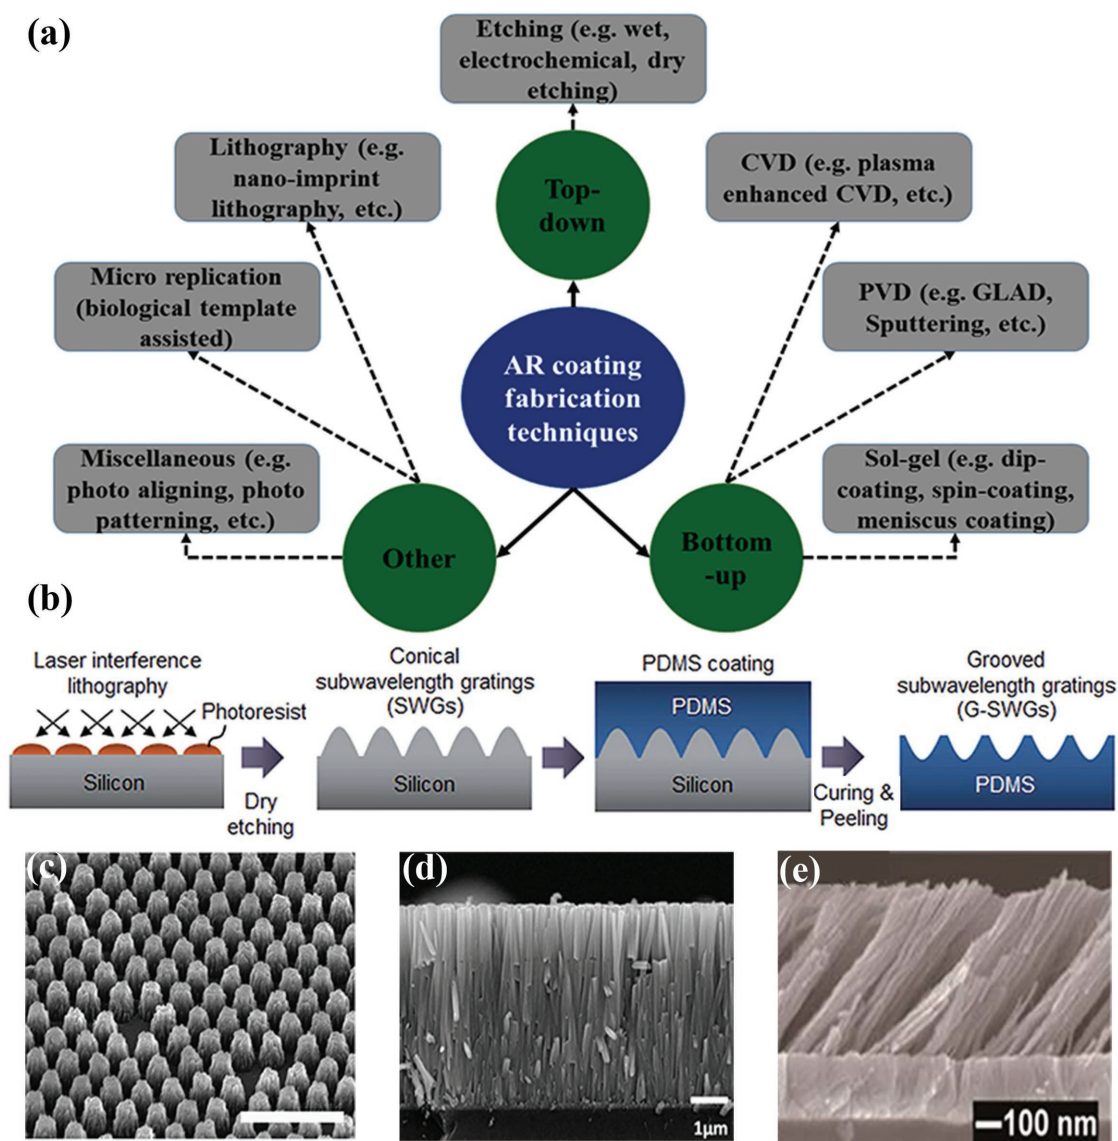 (a)
Etching (e.g. wet,
electrochemical, dry
etching)
Lithography (e.g.
nano-imprint
lithography, etc.)
Top-
down
CVD (e.g. plasma
enhanced CVD, etc.)
Micro replication
(biological template
assisted)
PVD (e.g. GLAD,
Sputtering, etc.)
AR coating
fabrication
techniques
Miscellaneous (e.g.
photo aligning, photo
patterning, etc.)
Sol-gel (e.g. dip-
coating, spin-coating,
meniscus coating)
Other
Bottom
-up
(b)
Laser interference
lithography
Photoresist
Silicon
Dry
etching
Conical
subwavelength gratings
(SWGs)
Silicon
PDMS coating
PDMS
Silicon
Curing &
Peeling
Grooved
subwavelength gratings
(G-SWGs)
PDMS
(c)
(d)
1μm
(e)
100 nm